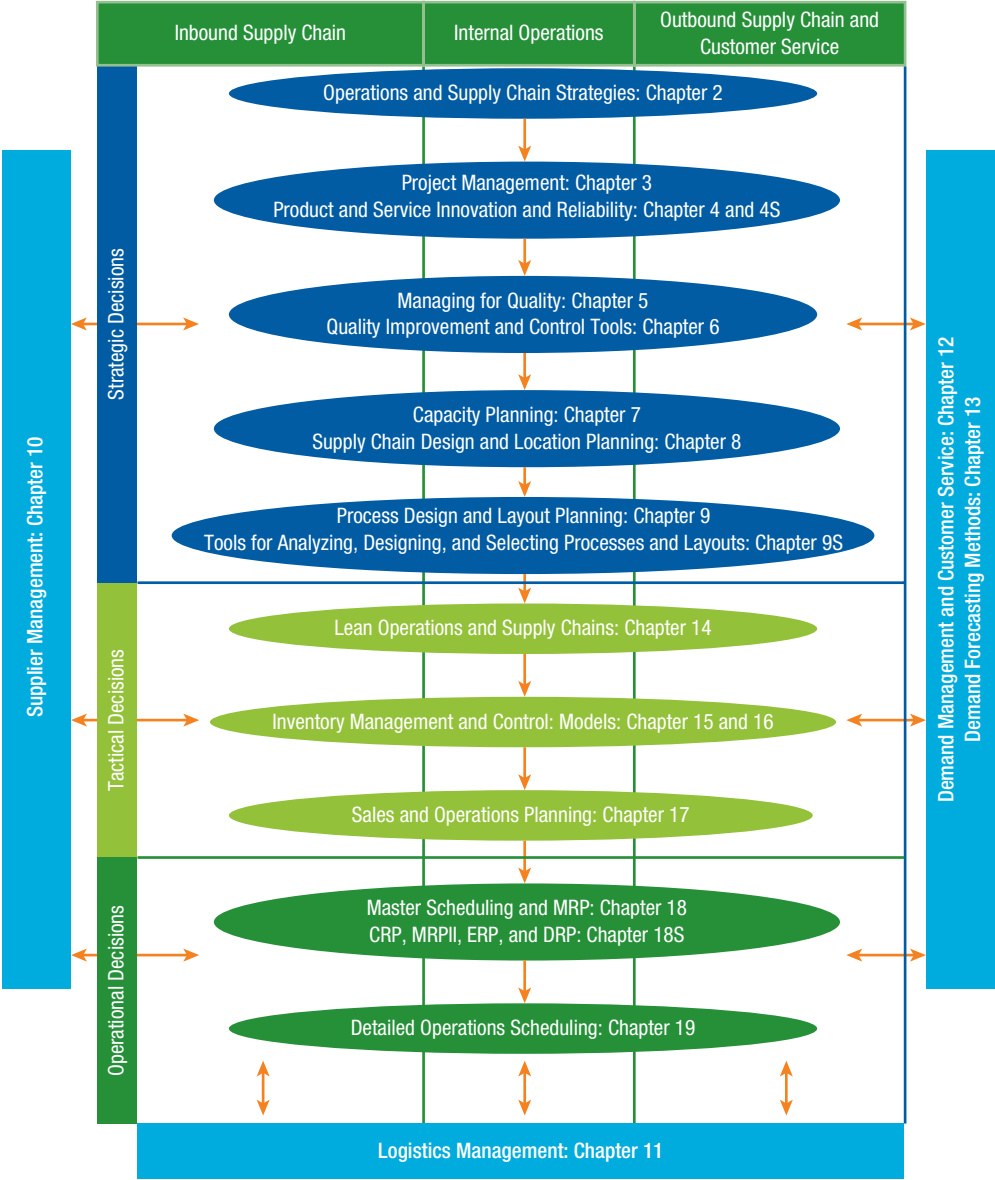 Inbound Supply Chain
Internal Operations
Outbound Supply Chain and
Customer Service
Strategic Decisions
Operations and Supply Chain Strategies: Chapter 2
Project Management: Chapter 3
Product and Service Innovation and Reliability: Chapter 4 and 4S
Managing for Quality: Chapter 5
Quality Improvement and Control Tools: Chapter 6
Capacity Planning: Chapter 7
Supply Chain Design and Location Planning: Chapter 8
Process Design and Layout Planning: Chapter 9
Tools for Analyzing, Designing, and Selecting Processes and Layouts: Chapter 9S
Tactical Decisions
Lean Operations and Supply Chains: Chapter 14
Inventory Management and Control: Models: Chapter 15 and 16
Sales and Operations Planning: Chapter 17
Operational Decisions
Master Scheduling and MRP: Chapter 18
CRP, MRPII, ERP, and DRP: Chapter 18S
Detailed Operations Scheduling: Chapter 19
Supplier Management: Chapter 10
Demand Management and Customer Service: Chapter 12
Demand Forecasting Methods: Chapter 13
Logistics Management: Chapter 11